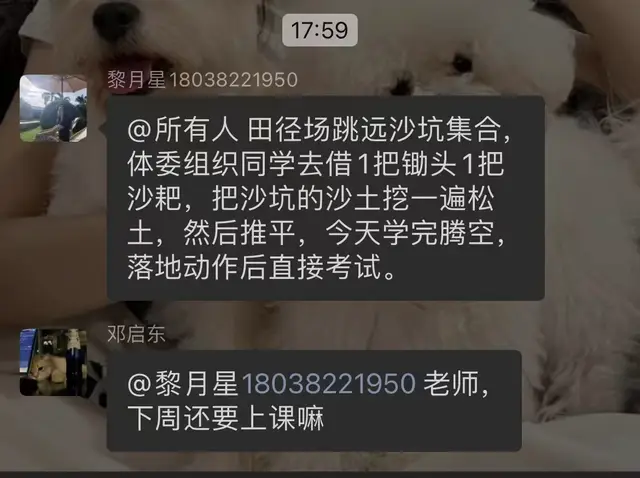 17:59
黎月星18038221950
@所有人 田径场跳远沙坑集合，
体委组织同学去借1把锄头1把
沙耙，把沙坑的沙土挖一遍松
土，然后推平，今天学完腾空，
落地动作后直接考试。
邓启东
@黎月星18038221950 老师，
下周还要上课嘛